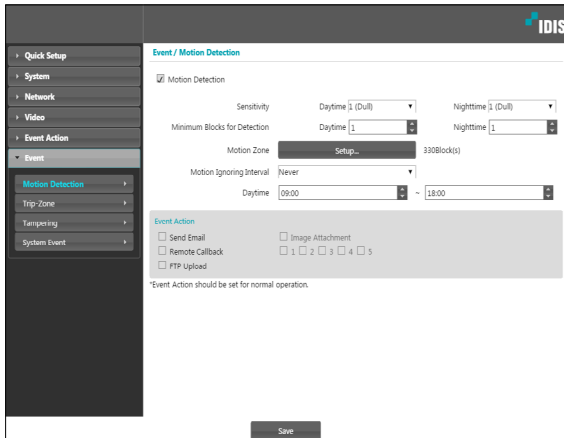 IDIS
Quick Setup
System
Network
Video
Event Action
Event
Motion Detection
Trip-Zone
Tampering
System Event
Event / Motion Detection
Motion Detection
Sensitivity Daytime 1 (Dull) Nighttime 1 (Dull)
Minimum Blocks for Detection Daytime 1 Nighttime 1
Motion Zone Setup... 330Block(s)
Motion Ignoring Interval Never
Daytime 09:00 ~ 18:00
Event Action
Send Email Image Attachment
Remote Callback 1 2 3 4 5
FTP Upload
*Event Action should be set for normal operation.
Save